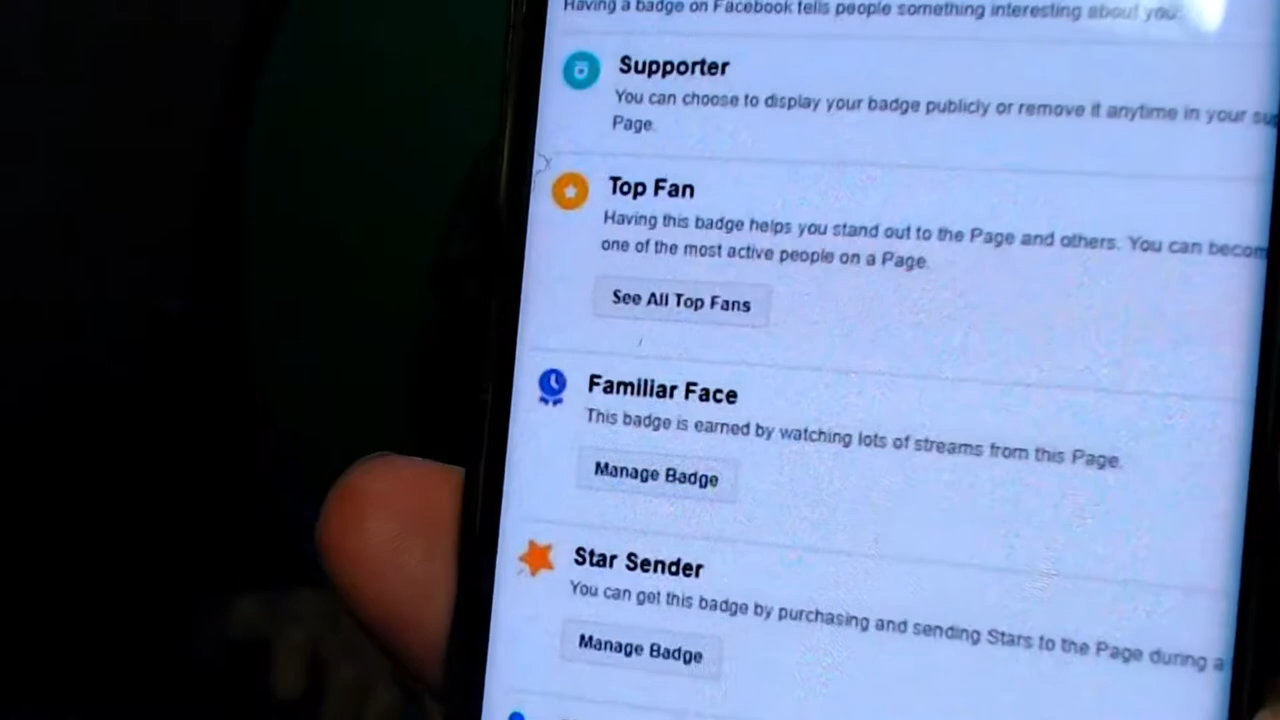 Having a badge on Facebook tells people something interesting about you.
Supporter
You can choose to display your badge publicly or remove it anytime in your su
Page.
Top Fan
Having this badge helps you stand out to the Page and others. You can becom
one of the most active people on a Page.
See All Top Fans
Familiar Face
This badge is earned by watching lots of streams from this Page.
Manage Badge
Star Sender
You can get this badge by purchasing and sending Stars to the Page during a
Manage Badge